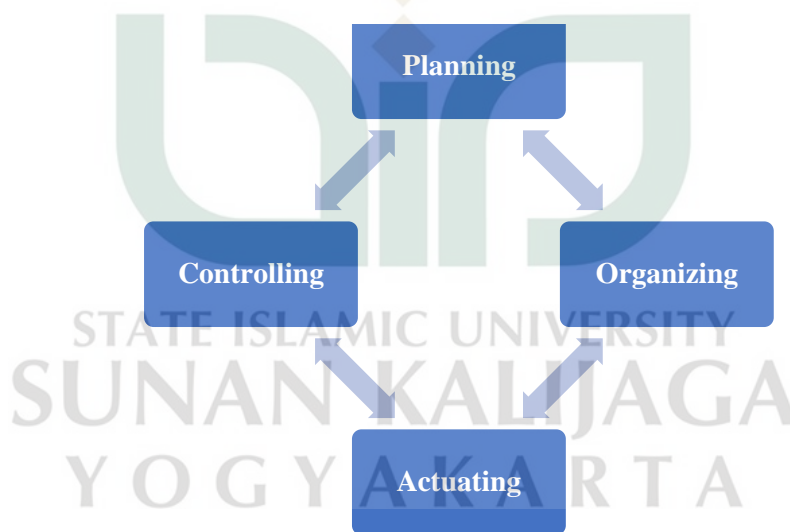 Planning
Controlling
Organizing
STATE ISLAMIC UNIVERSITY
SUNAN KALIJAGA
YOGYAKARTA
Actuating